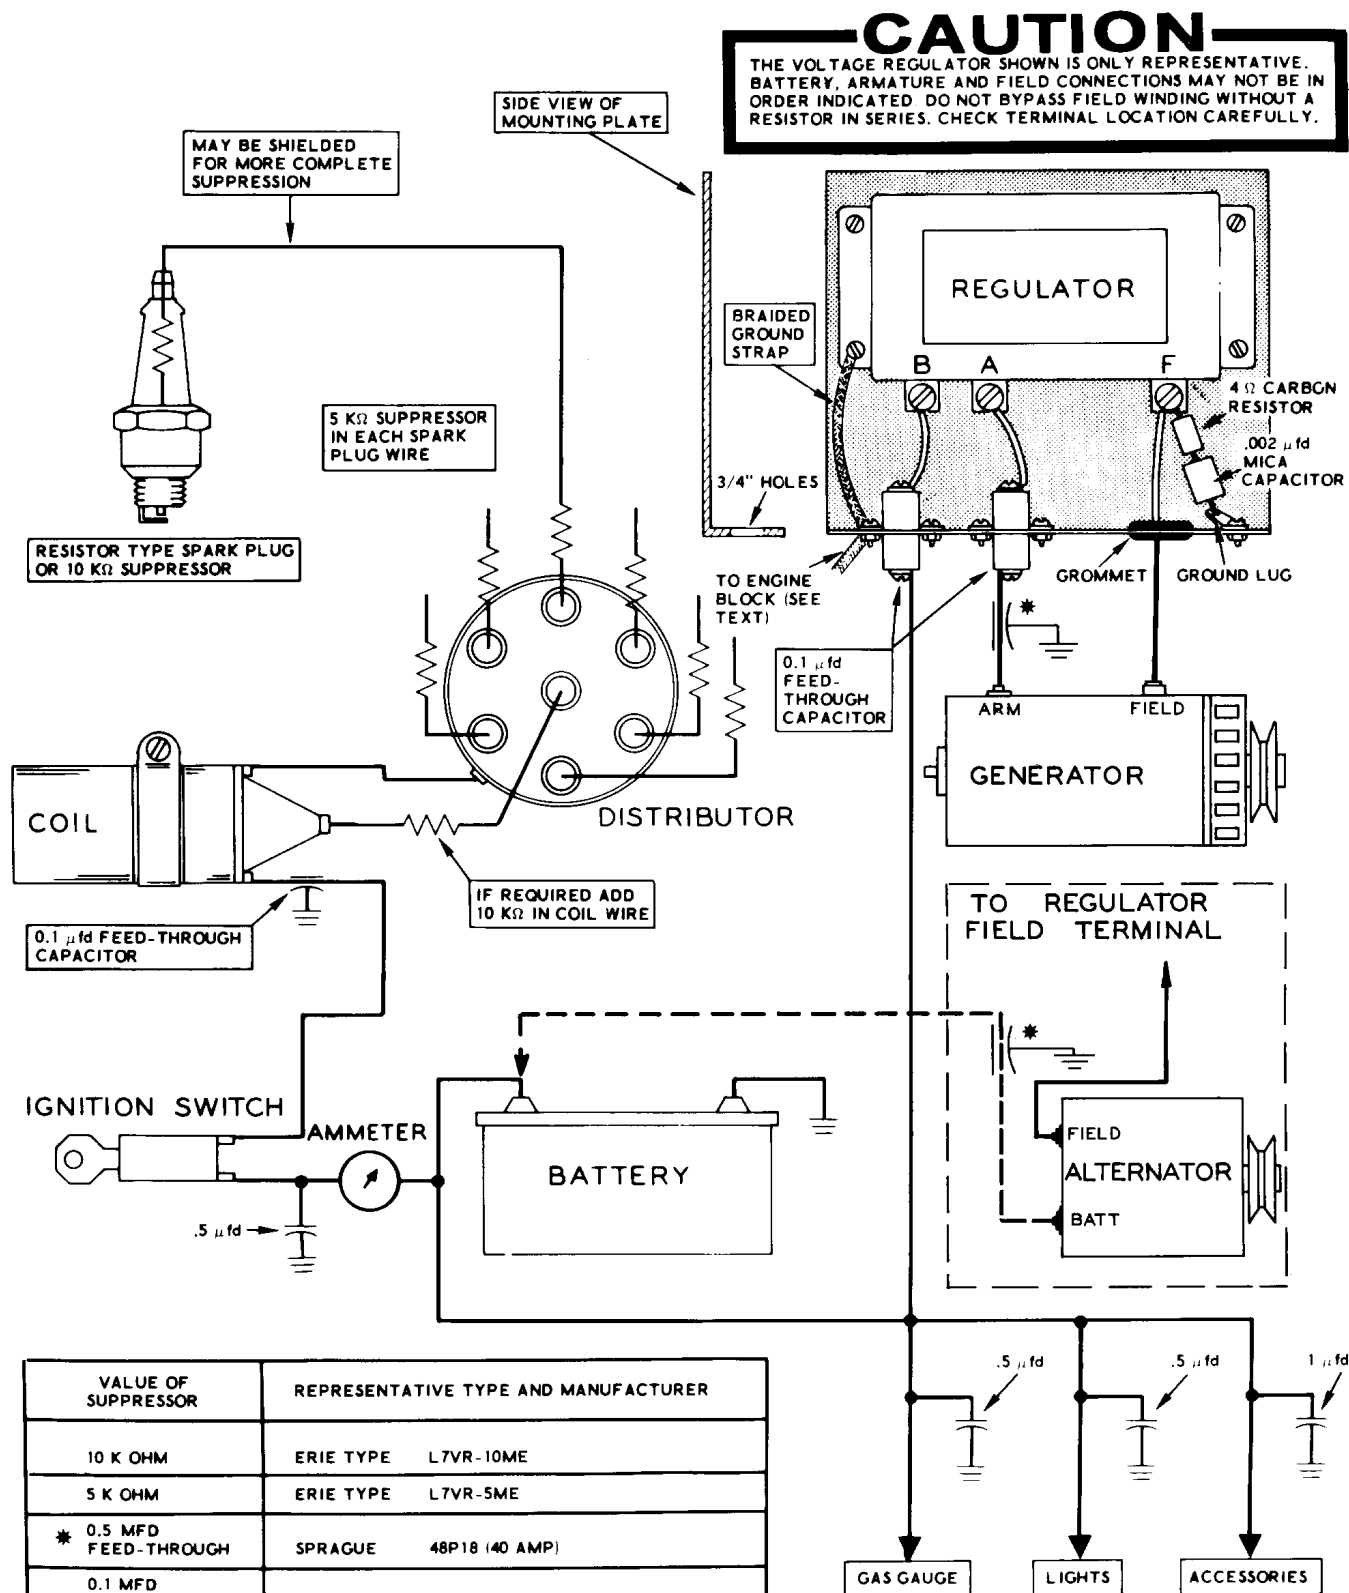 CAUTION
THE VOLTAGE REGULATOR SHOWN IS ONLY REPRESENTATIVE.
BATTERY, ARMATURE AND FIELD CONNECTIONS MAY NOT BE IN
ORDER INDICATED. DO NOT BYPASS FIELD WINDING WITHOUT A
RESISTOR IN SERIES. CHECK TERMINAL LOCATION CAREFULLY.
SIDE VIEW OF
MOUNTING PLATE
MAY BE SHIELDED
FOR MORE COMPLETE
SUPPRESSION
REGULATOR
BRAIDED
GROUND
STRAP
B A F
4 Ω CARBON
RESISTOR
.002 μfd
MICA
CAPACITOR
5 KΩ SUPPRESSOR
IN EACH SPARK
PLUG WIRE
3/4" HOLES
RESISTOR TYPE SPARK PLUG
OR 10 KΩ SUPPRESSOR
TO ENGINE
BLOCK (SEE
TEXT)
GROMMET
GROUND LUG
*
0.1 μfd
FEED-
THROUGH
CAPACITOR
ARM
FIELD
GENERATOR
COIL
DISTRIBUTOR
IF REQUIRED ADD
10 KΩ IN COIL WIRE
0.1 μfd FEED-THROUGH
CAPACITOR
TO REGULATOR
FIELD TERMINAL
*
IGNITION SWITCH
AMMETER
BATTERY
FIELD
ALTERNATOR
BATT
.5 μfd
.5 μfd
.5 μfd
1 μfd
VALUE OF
SUPPRESSOR
REPRESENTATIVE TYPE AND MANUFACTURER
10 K OHM ERIE TYPE L7VR-10ME
5 K OHM ERIE TYPE L7VR-5ME
* 0.5 MFD
FEED-THROUGH SPRAGUE 48P18 (40 AMP)
0.1 MFD
GAS GAUGE
LIGHTS
ACCESSORIES